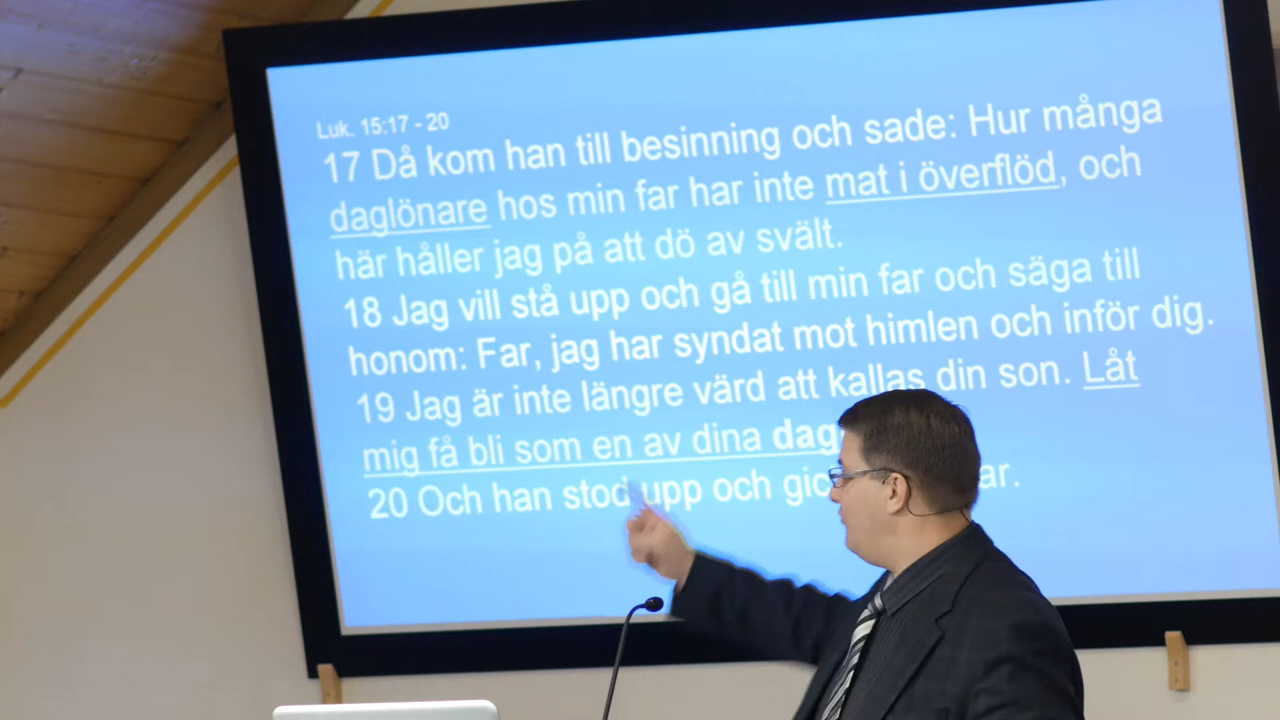 Luk. 15:17 - 20
17 Då kom han till besinning och sade: Hur många
daglönare hos min far har inte mat i överflöd, och
här håller jag på att dö av svält.
18 Jag vill stå upp och gå till min far och säga till
honom: Far, jag har syndat mot himlen och inför dig.
19 Jag är inte längre värd att kallas din son. Låt
mig få bli som en av dina
20 Och han stod upp och